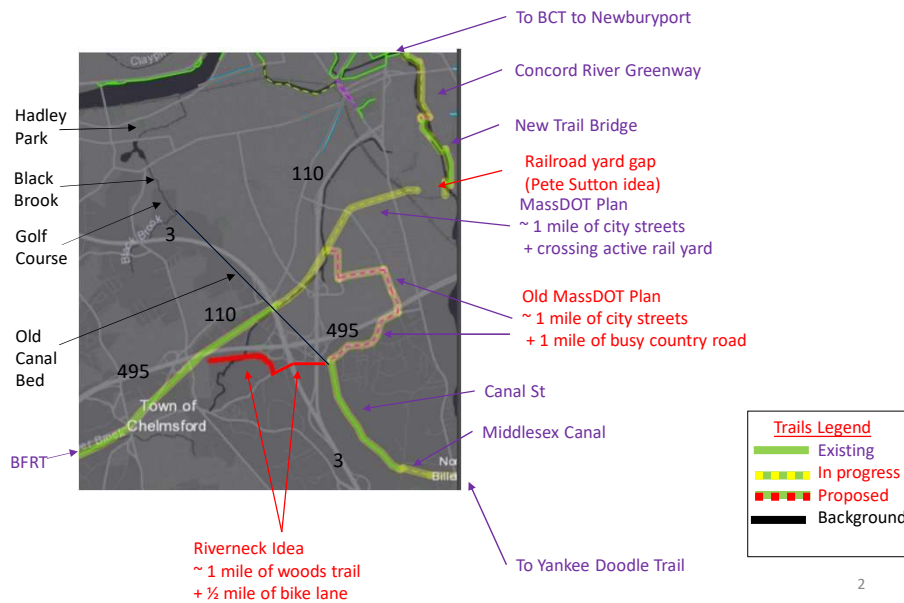 To BCT to Newburyport
Concord River Greenway
New Trail Bridge
Railroad yard gap
(Pete Sutton idea)
MassDOT Plan
~ 1 mile of city streets
+ crossing active rail yard
Old MassDOT Plan
~ 1 mile of city streets
+ 1 mile of busy country road
Canal St
Middlesex Canal
To Yankee Doodle Trail
Hadley
Park
Black
Brook
Golf
Course
Old
Canal
Bed
BFRT
110
3
Black Brook
110
495
495
Town of
Chelmsford
3
No
Bille
Riverneck Idea
~ 1 mile of woods trail
+ ½ mile of bike lane
Trails Legend
Existing
In progress
Proposed
Background
2